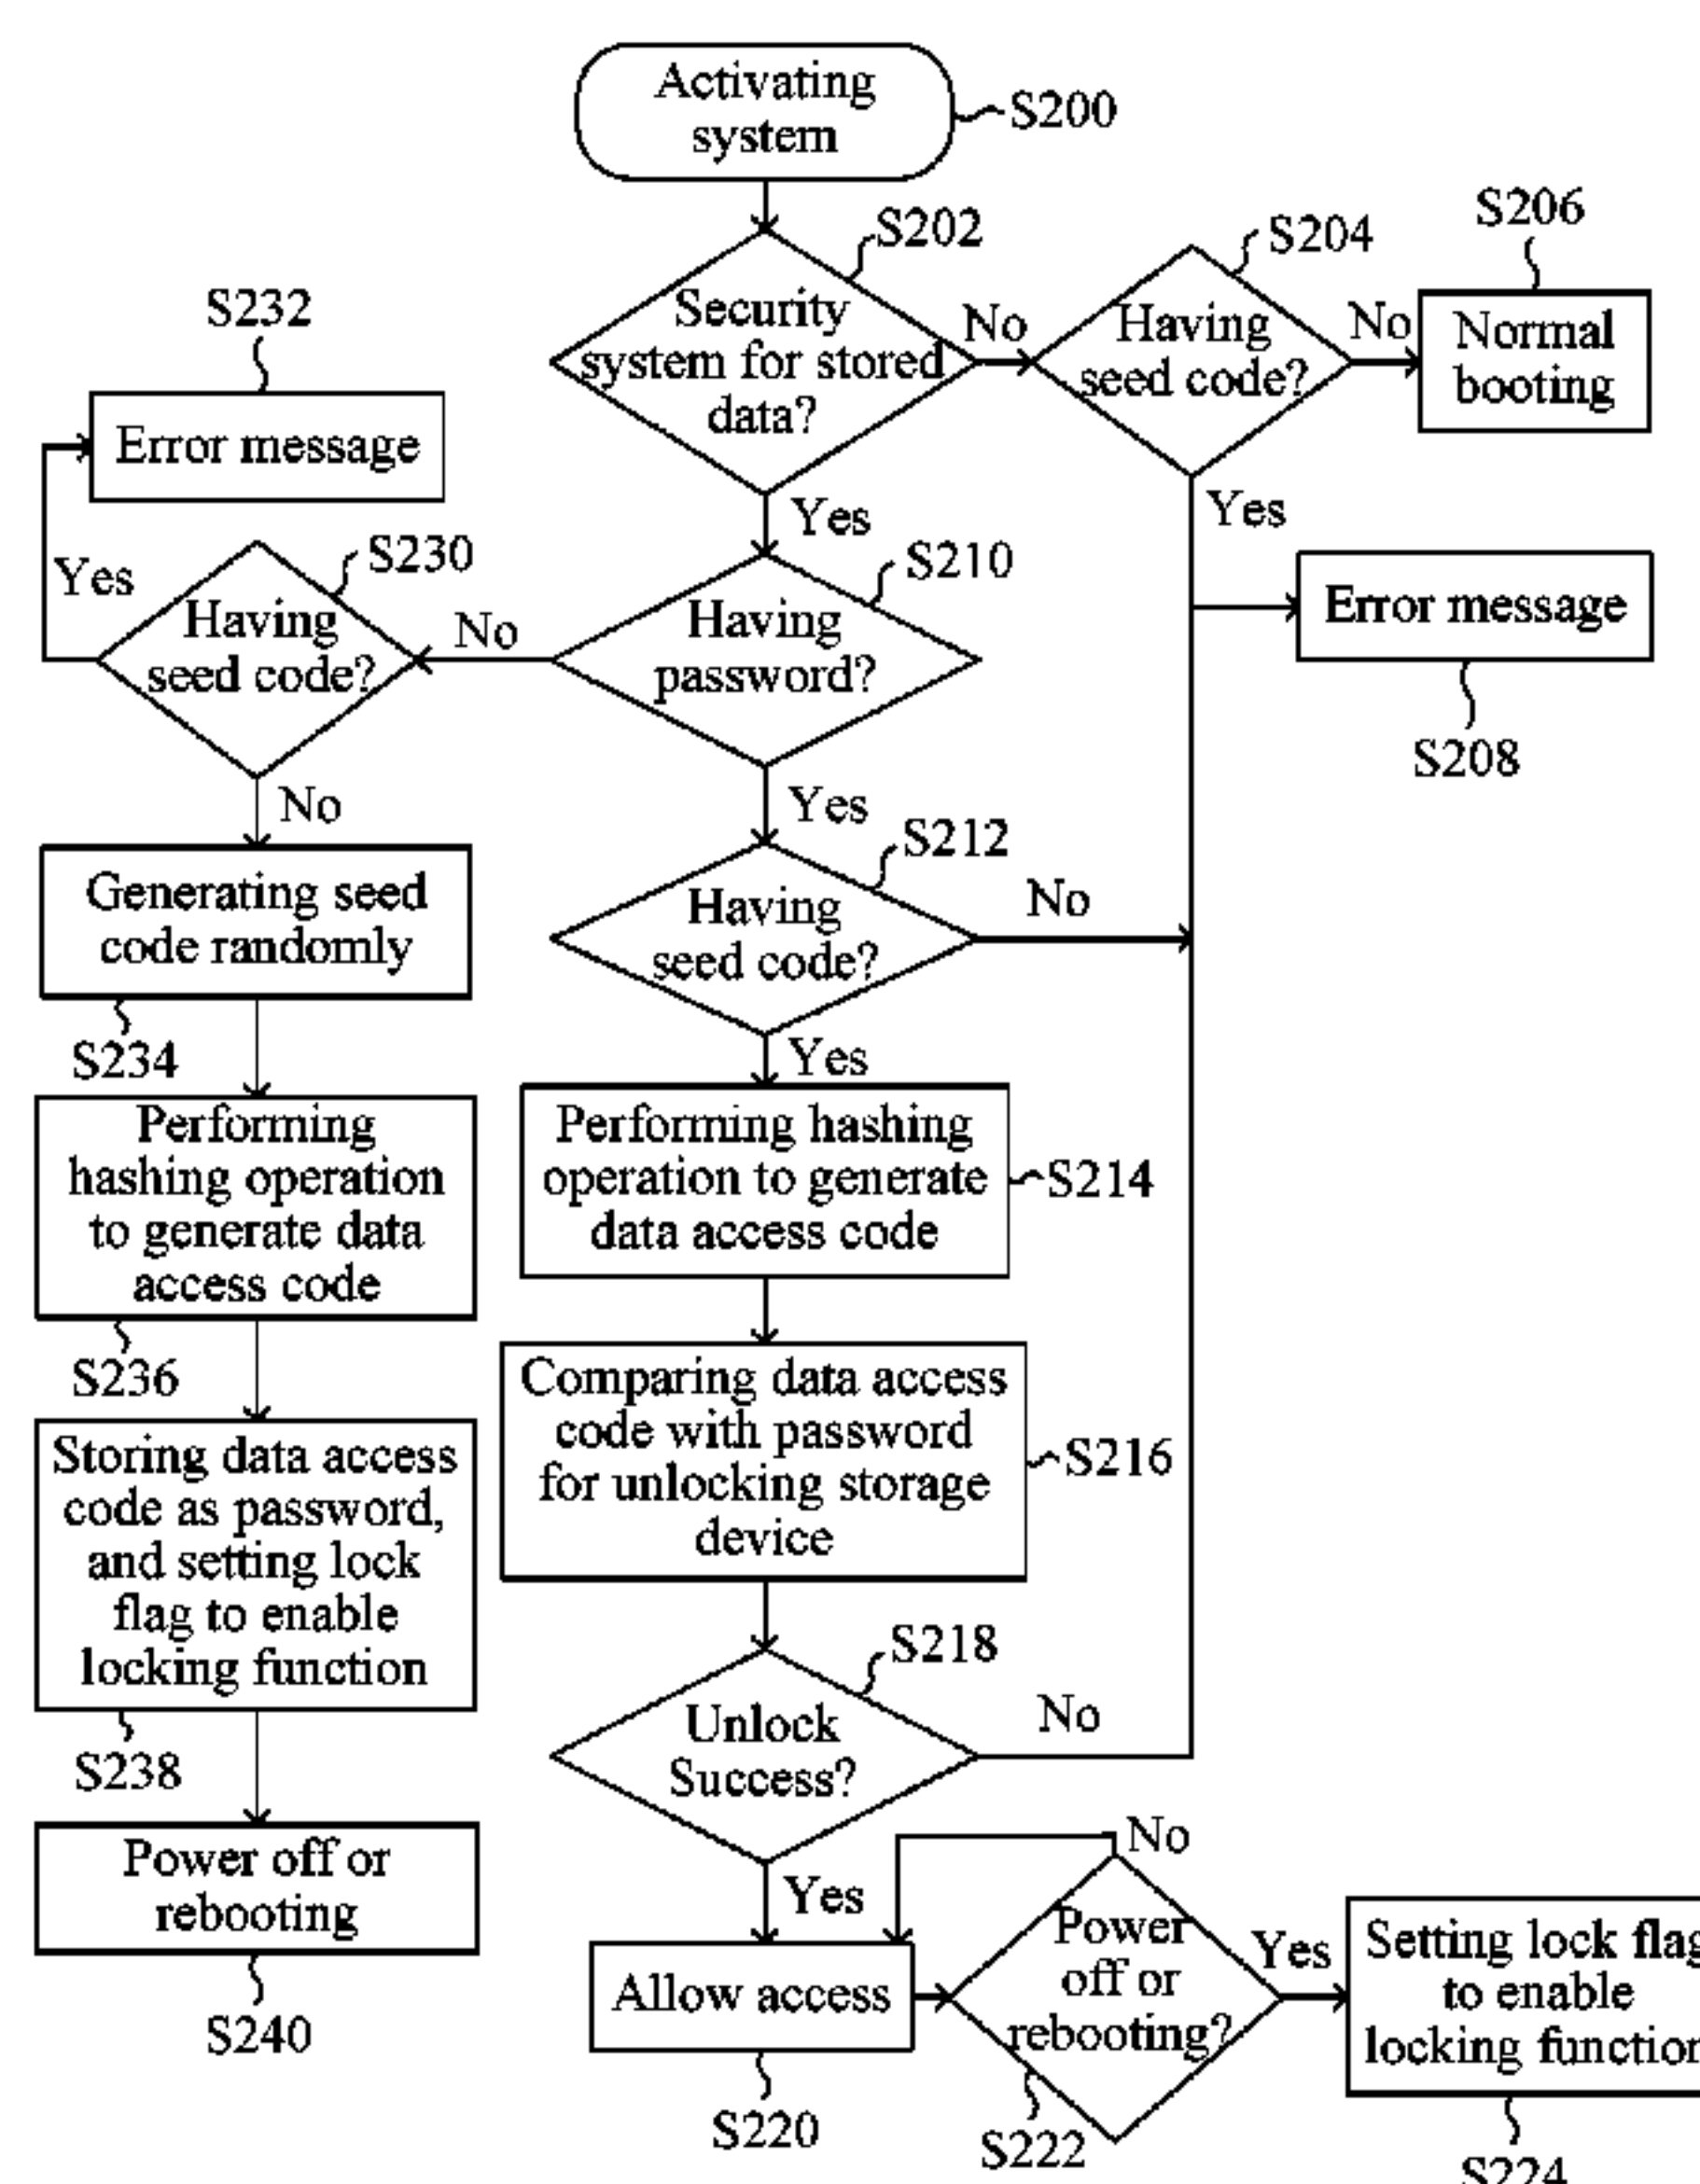 Activating
system
S200
S202
Security
system for stored
data?
No
S204
Having
seed code?
No
S206
Normal
booting
Yes
Error message
S208
Yes
S210
Having
password?
No
S230
Having
seed code?
Yes
S232
Error message
No
Generating seed
code randomly
S234
Performing
hashing operation
to generate data
access code
S236
Storing data access
code as password,
and setting lock
flag to enable
locking function
S238
Power off or
rebooting
S240
Yes
S212
Having
seed code?
No
Yes
Performing hashing
operation to generate
data access code
S214
Comparing data access
code with password
for unlocking storage
device
S216
S218
Unlock
Success?
No
Yes
Allow access
S220
No
Power
off or
rebooting?
S222
Yes
Setting lock flag
to enable
locking function
S224